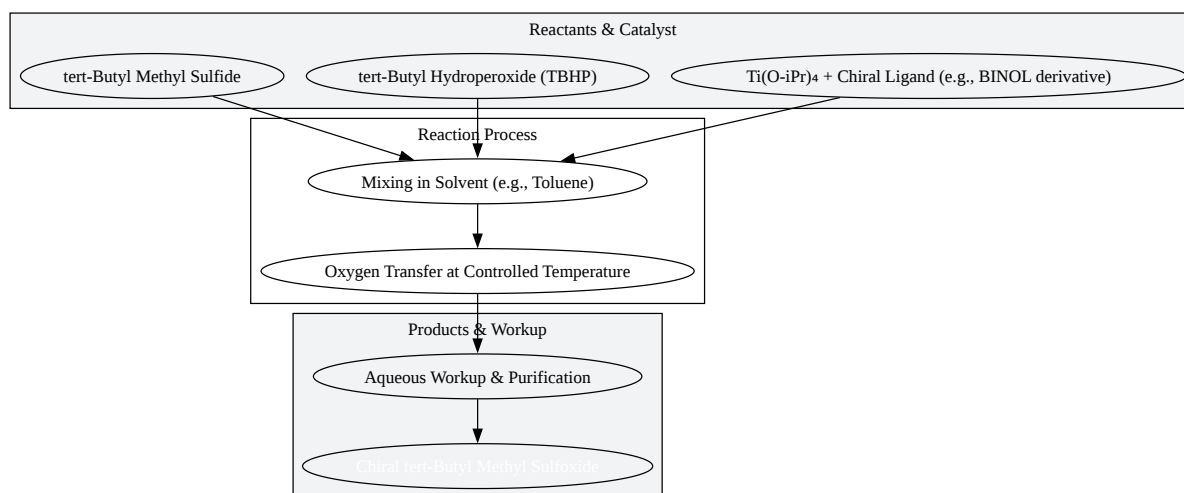 Reactants & Catalyst
tert-Butyl Methyl Sulfide
tert-Butyl Hydroperoxide (TBHP)
Ti(O-iPr)₄ + Chiral Ligand (e.g., BINOL derivative)
Reaction Process
Mixing in Solvent (e.g., Toluene)
Oxygen Transfer at Controlled Temperature
Products & Workup
Aqueous Workup & Purification
Chiral tert-Butyl Methyl Sulfoxide